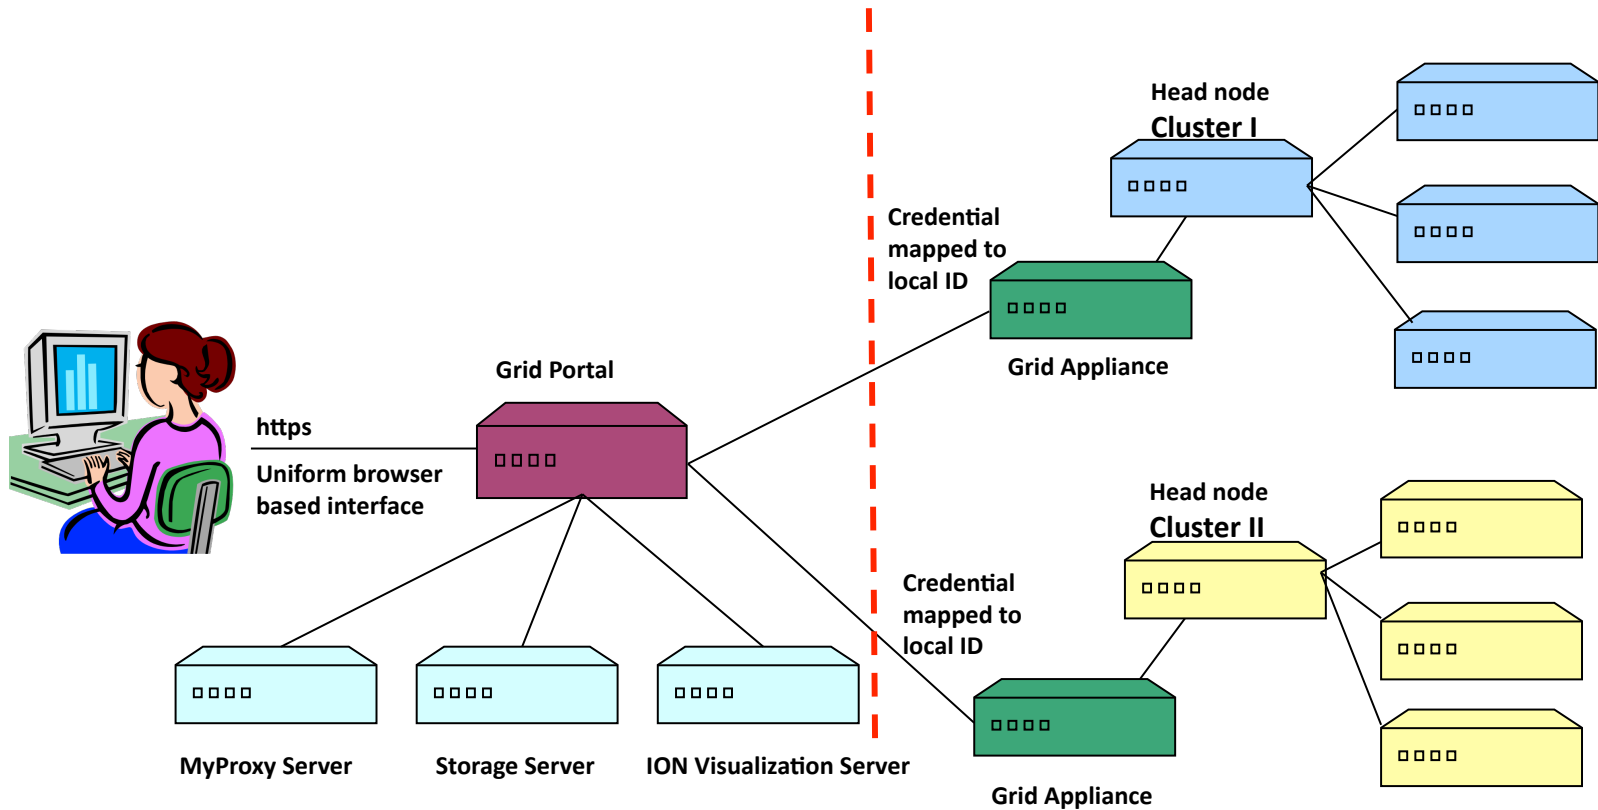 Head node
Cluster I
Credential
mapped to
local ID
Grid Appliance
Grid Portal
https
Uniform browser
based interface
Head node
Cluster II
Credential
mapped to
local ID
MyProxy Server
Storage Server
ION Visualization Server
Grid Appliance